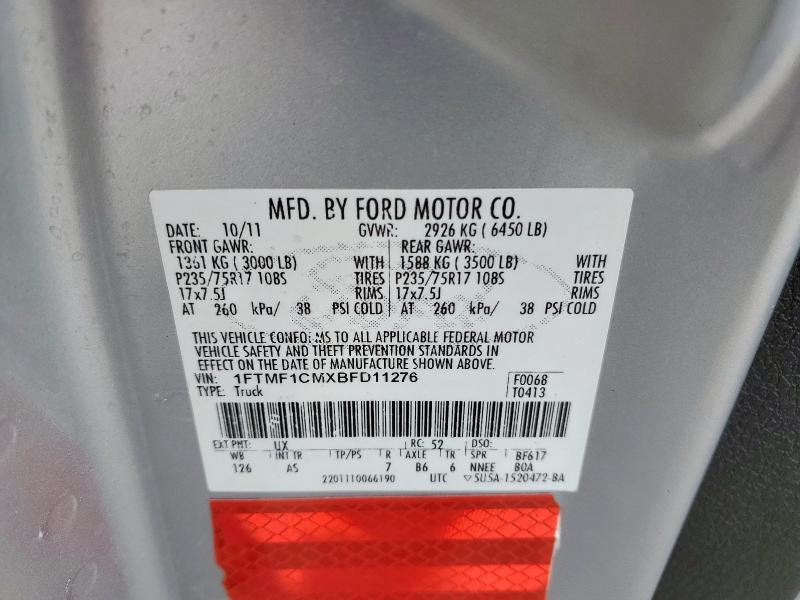 MFD. BY FORD MOTOR CO.
DATE: 10/11 GVWR: 2926 KG ( 6450 LB)
FRONT GAWR: REAR GAWR:
1361 KG ( 3000 LB) WITH 1588 KG ( 3500 LB) WITH
P235/75R17 108S TIRES P235/75R17 108S TIRES
17x7.5J RIMS 17x7.5J RIMS
AT 260 kPa/ 38 PSI COLD AT 260 kPa/ 38 PSI COLD
THIS VEHICLE CONFORMS TO ALL APPLICABLE FEDERAL MOTOR
VEHICLE SAFETY AND THEFT PREVENTION STANDARDS IN
EFFECT ON THE DATE OF MANUFACTURE SHOWN ABOVE.
VIN: 1FTMF1CMXBFD11276 F0068
TYPE: Truck T0413
EXT PNT: UX RC: 52 DSO:
WB INT TR TP/PS R AXLE TR SPR BF617
126 AS 7 B6 6 NNEE BOA
2201110066190 UTC ▽5USA-1520472-BA